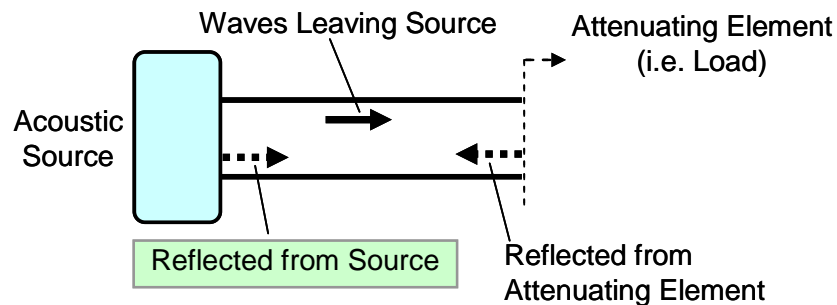 Waves Leaving Source
Attenuating Element
(i.e. Load)
Acoustic
Source
Reflected from Source
Reflected from
Attenuating Element